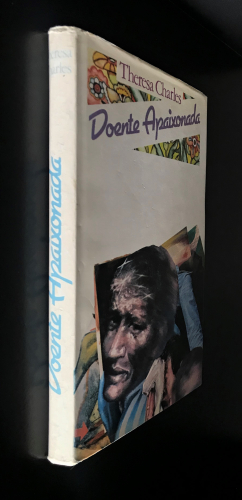 Theresa Charles
Doente Apaixonada
Theresa
Charles
Doente Apaixonada